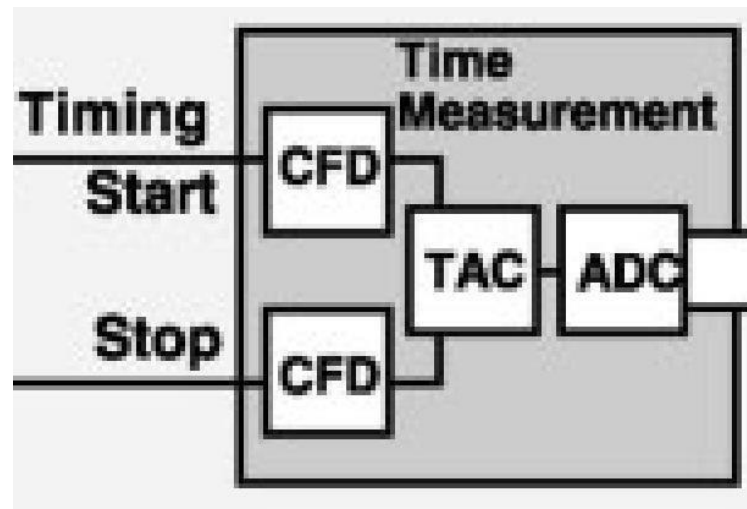 Time
Measurement
Timing
Start
CFD
TAC
ADC
Stop
CFD